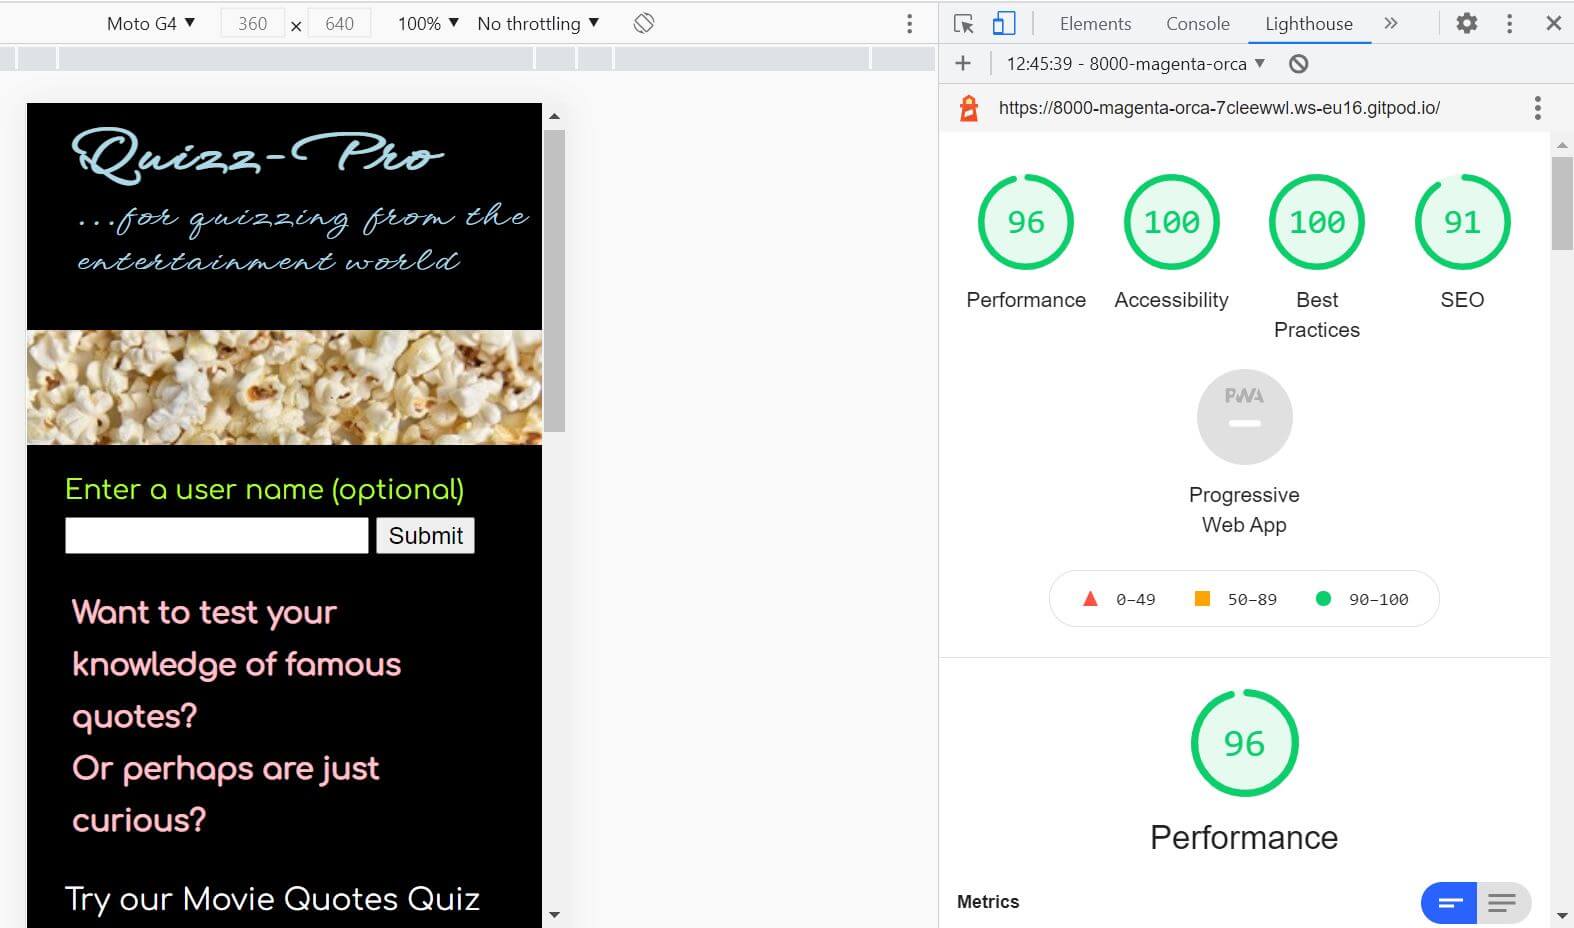 Moto G4 ▼ 360 × 640 100% ▼ No throttling ▼
Elements Console Lighthouse »
+ 12:45:39 - 8000-magenta-orca ▼
https://8000-magenta-orca-7cleewwl.ws-eu16.gitpod.io/
Quizz-Pro
...for quizzing from the
entertainment world
Enter a user name (optional)
Submit
Want to test your
knowledge of famous
quotes?
Or perhaps are just
curious?
Try our Movie Quotes Quiz
96 100 100 91
Performance Accessibility Best SEO
Practices
PWA
Progressive
Web App
0–49 50–89 90–100
96
Performance
Metrics